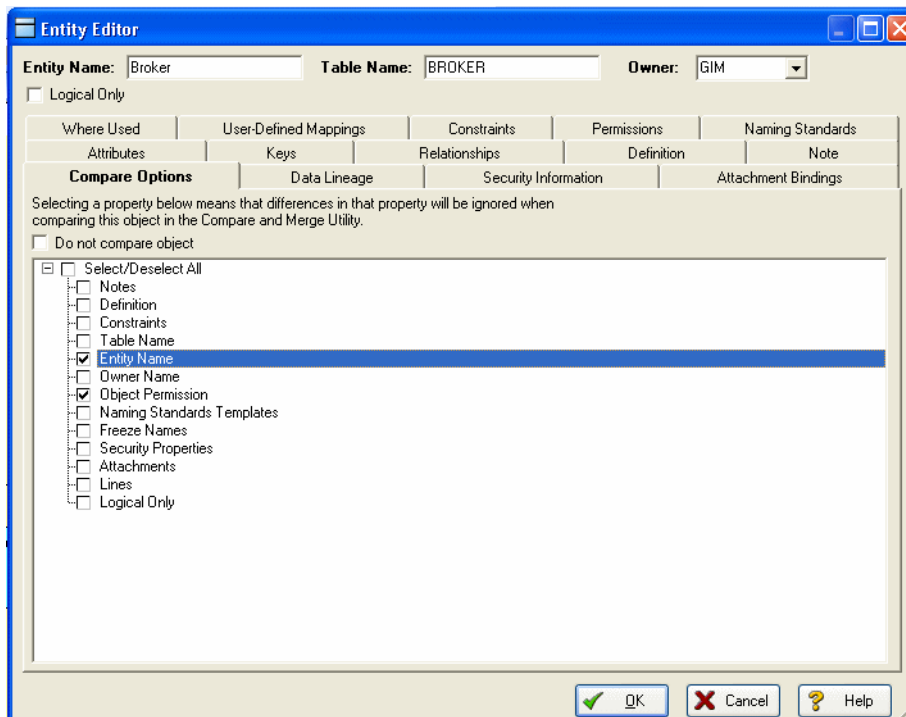 Entity Editor
Entity Name: Broker Table Name: BROKER Owner: GIM
Logical Only
Where Used User-Defined Mappings Constraints Permissions Naming Standards
Attributes Keys Relationships Definition Note
Compare Options Data Lineage Security Information Attachment Bindings
Selecting a property below means that differences in that property will be ignored when
comparing this object in the Compare and Merge Utility.
Do not compare object
Select/Deselect All
Notes
Definition
Constraints
Table Name
Entity Name
Owner Name
Object Permission
Naming Standards Templates
Freeze Names
Security Properties
Attachments
Lines
Logical Only
OK Cancel Help